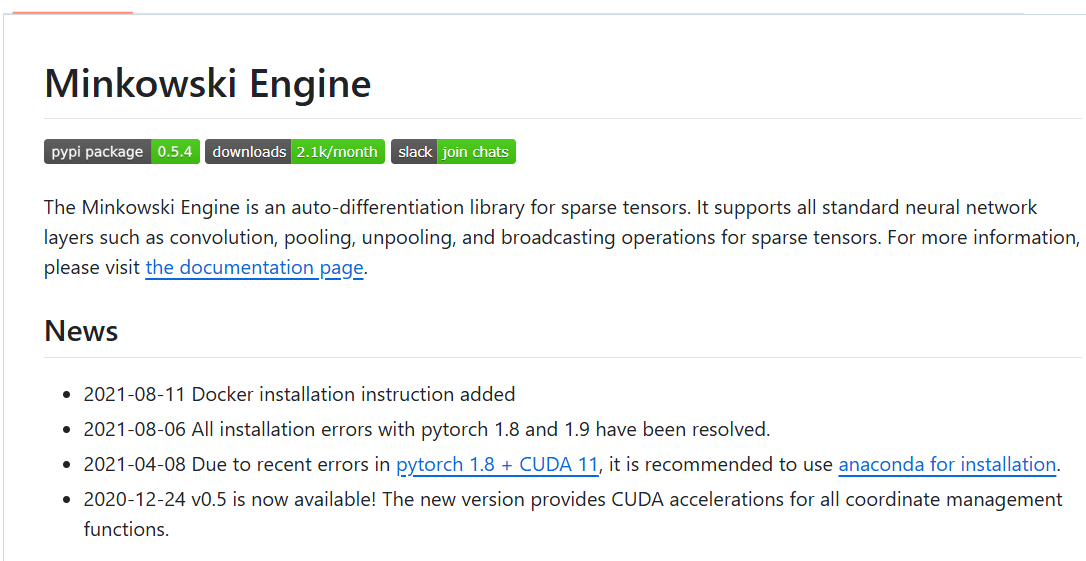 Minkowski Engine
pypi package 0.5.4 downloads 2.1k/month slack join chats
The Minkowski Engine is an auto-differentiation library for sparse tensors. It supports all standard neural network
layers such as convolution, pooling, unpooling, and broadcasting operations for sparse tensors. For more information,
please visit the documentation page.
News
• 2021-08-11 Docker installation instruction added
• 2021-08-06 All installation errors with pytorch 1.8 and 1.9 have been resolved.
• 2021-04-08 Due to recent errors in pytorch 1.8 + CUDA 11, it is recommended to use anaconda for installation.
• 2020-12-24 v0.5 is now available! The new version provides CUDA accelerations for all coordinate management
functions.